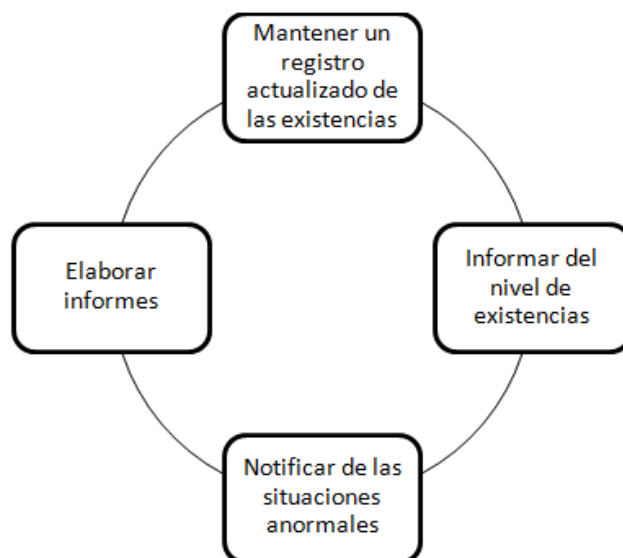 Mantener un
registro
actualizado de
las existencias
Informar del
nivel de
existencias
Notificar de las
situaciones
anormales
Elaborar
informes